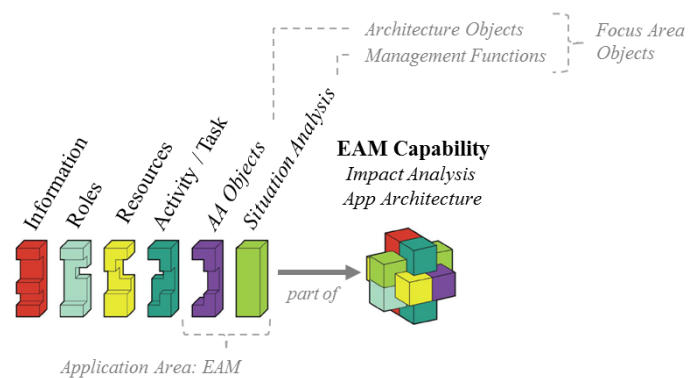 Architecture Objects
Management Functions
Focus Area
Objects
Information
Roles
Resources
Activity / Task
AA Objects
Situation Analysis
EAM Capability
Impact Analysis
App Architecture
part of
Application Area: EAM